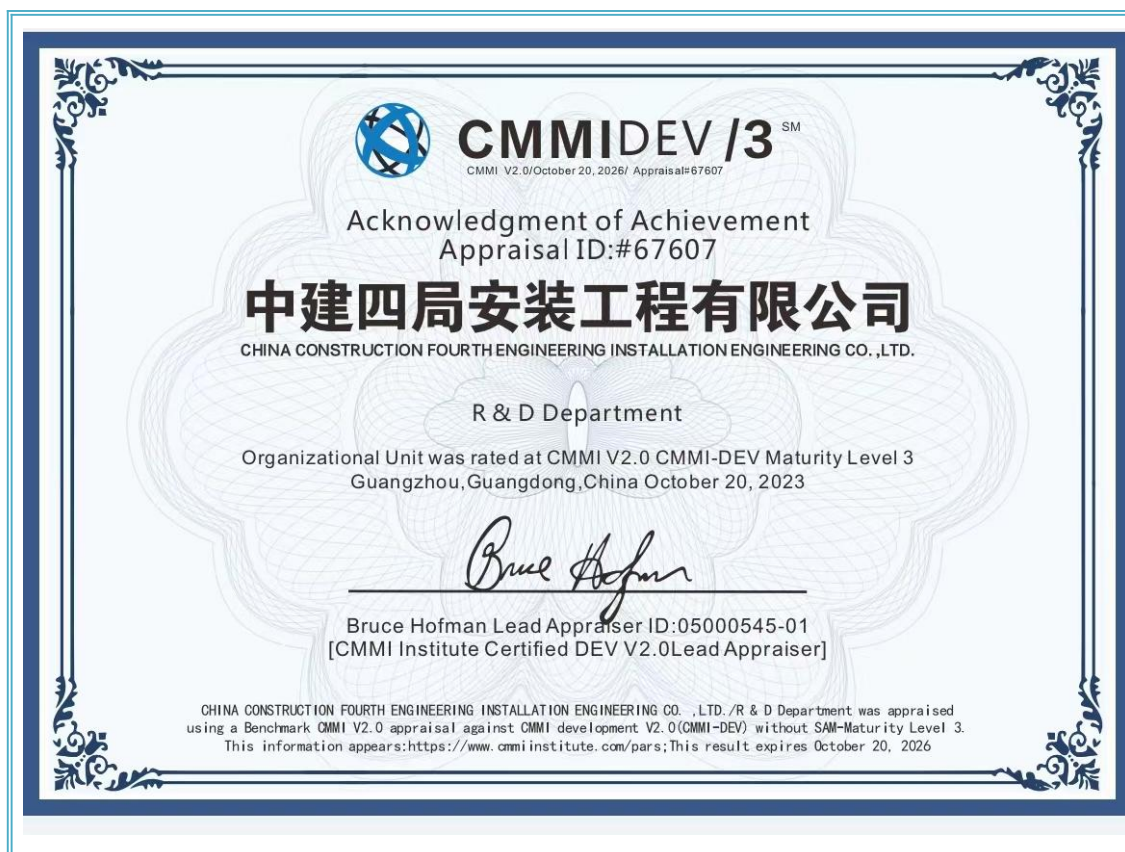 CMMIDEV /3 SM
CMMI V2.0/October 20, 2026/ Appraisal#67607
Acknowledgment of Achievement
Appraisal ID:#67607
中建四局安装工程有限公司
CHINA CONSTRUCTION FOURTH ENGINEERING INSTALLATION ENGINEERING CO.,LTD.
R & D Department
Organizational Unit was rated at CMMI V2.0 CMMI-DEV Maturity Level 3
Guangzhou,Guangdong,China October 20, 2023
Bruce Hofman
Bruce Hofman Lead Appraiser ID:05000545-01
[CMMI Institute Certified DEV V2.0Lead Appraiser]
CHINA CONSTRUCTION FOURTH ENGINEERING INSTALLATION ENGINEERING CO. ,LTD./R & D Department was appraised
using a Benchmark CMMI V2.0 appraisal against CMMI development V2.0(CMMI-DEV) without SAM-Maturity Level 3.
This information appears:https://www.cmmiinstitute.com/pars;This result expires October 20, 2026